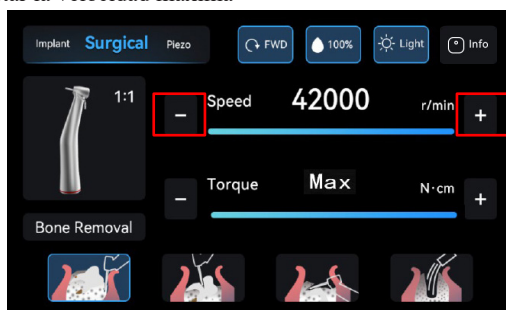 Implant Surgical Piezo FWD 100% Light Info
1:1
− Speed 42000 r/min +
− Torque Max N·cm +
Bone Removal